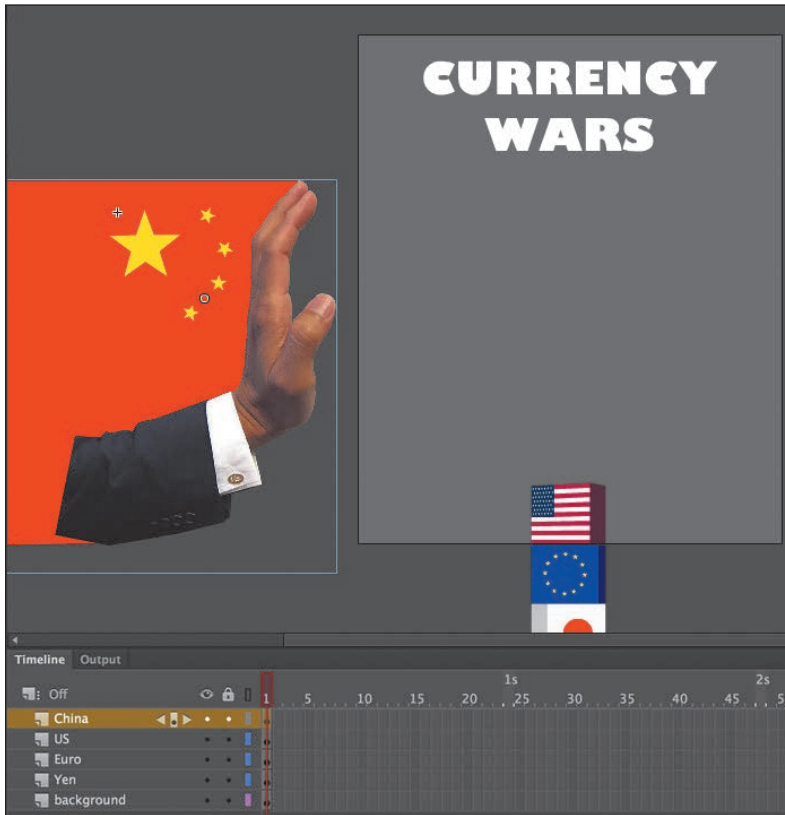 CURRENCY
WARS
Timeline Output
1s 2s
Off 1 5 10 15 20 25 30 35 40 45 5
China
US
Euro
Yen
background